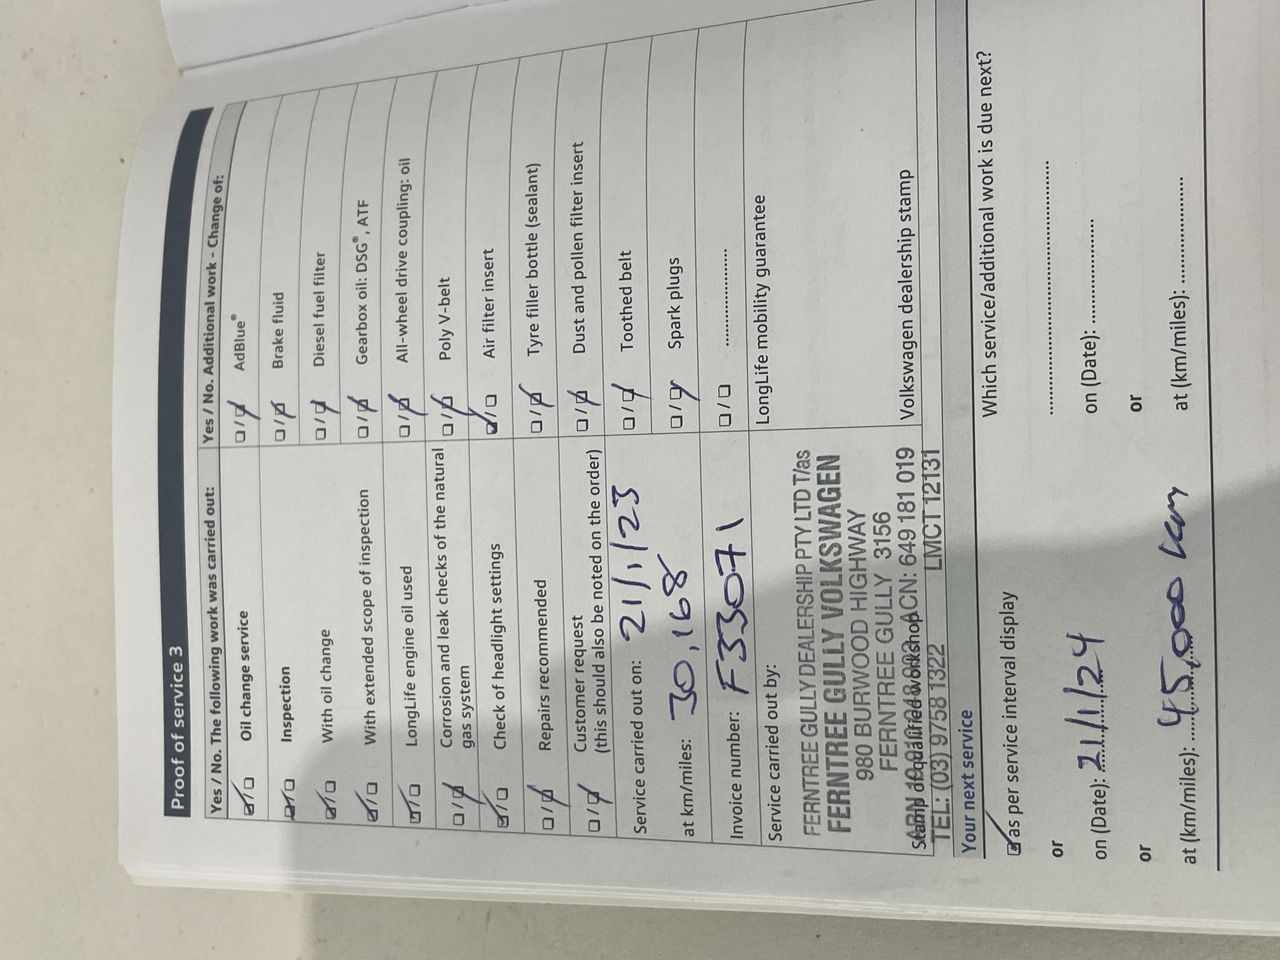 Proof of service 3
Yes / No. The following work was carried out:
Oil change service
Inspection
With oil change
With extended scope of inspection
LongLife engine oil used
Corrosion and leak checks of the natural
gas system
Check of headlight settings
Repairs recommended
Customer request
(this should also be noted on the order)
Service carried out on: 21/1/23
at km/miles: 30,168
Invoice number: F33071
Service carried out by:
FERNTREE GULLY DEALERSHIP PTY LTD T/as
FERNTREE GULLY VOLKSWAGEN
980 BURWOOD HIGHWAY
FERNTREE GULLY 3156
ACN: 649 181 019
Stamp of qualified workshop
TEL: (03) 9758 1322 LMCT 12131
Yes / No. Additional work - Change of:
AdBlue®
Brake fluid
Diesel fuel filter
Gearbox oil: DSG®, ATF
All-wheel drive coupling: oil
Poly V-belt
Air filter insert
Tyre filler bottle (sealant)
Dust and pollen filter insert
Toothed belt
Spark plugs
LongLife mobility guarantee
Volkswagen dealership stamp
Your next service
as per service interval display
or
on (Date): 21/1/24
or
at (km/miles): 45,000 km
Which service/additional work is due next?
on (Date):
or
at (km/miles):